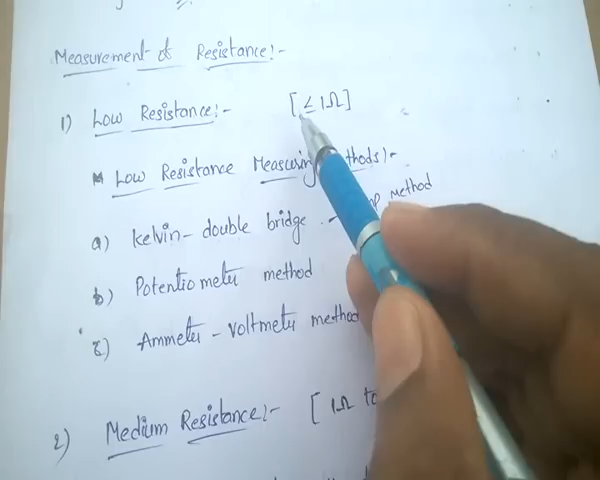 Measurement of Resistance:-
1) Low Resistance:- [≤ 1Ω]
Low Resistance Measuring
a) Kelvin-double bridge - method
b) Potentiometer method
c) Ammeter-voltmeter method
2) Medium Resistance:- [1Ω to